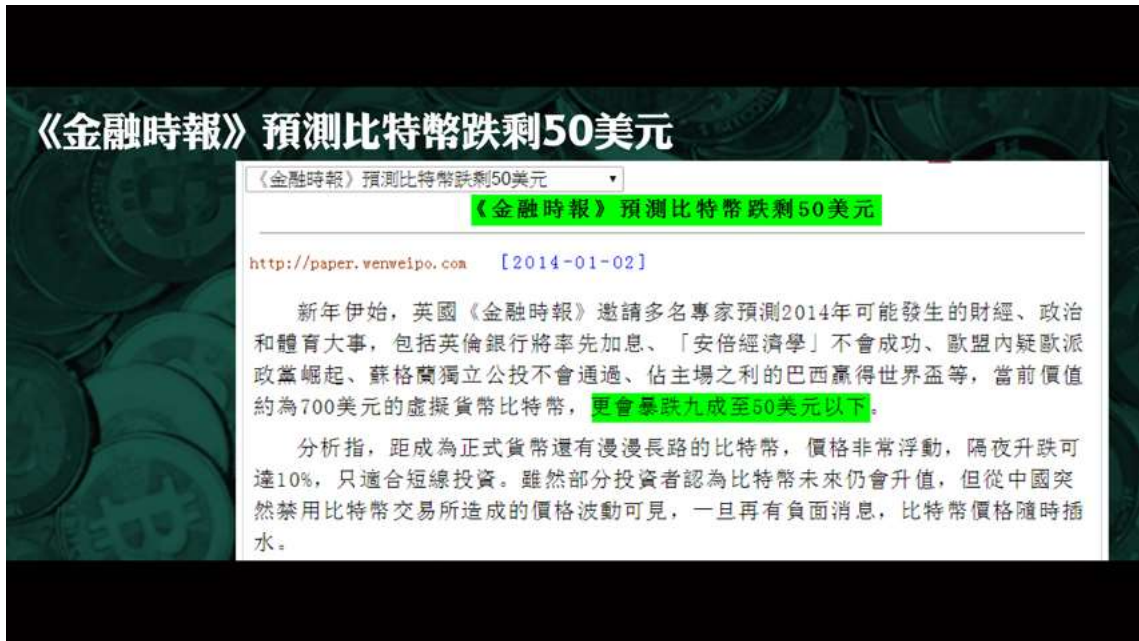 《金融時報》預測比特幣跌剩50美元
《金融時報》預測比特幣跌剩50美元
《金融時報》預測比特幣跌剩50美元
http://paper.wenweipo.com [2014-01-02]
新年伊始，英國《金融時報》邀請多名專家預測2014年可能發生的財經、政治
和體育大事，包括英倫銀行將率先加息、「安倍經濟學」不會成功、歐盟內疑歐派
政黨崛起、蘇格蘭獨立公投不會通過、佔主場之利的巴西贏得世界盃等，當前價值
約為700美元的虛擬貨幣比特幣，更會暴跌九成至50美元以下。
分析指，距成為正式貨幣還有漫漫長路的比特幣，價格非常浮動，隔夜升跌可
達10%，只適合短線投資。雖然部分投資者認為比特幣未來仍會升值，但從中國突
然禁用比特幣交易所造成的價格波動可見，一旦再有負面消息，比特幣價格隨時插
水。